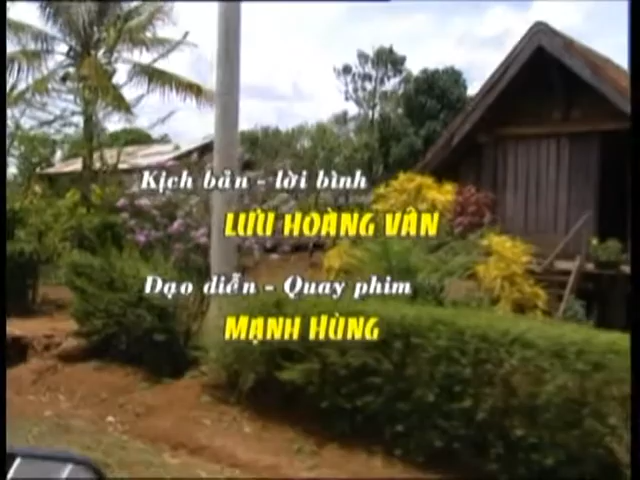 Kịch bản - lời bình
LƯU HOÀNG VÂN
Đạo diễn - Quay phim
MẠNH HÙNG